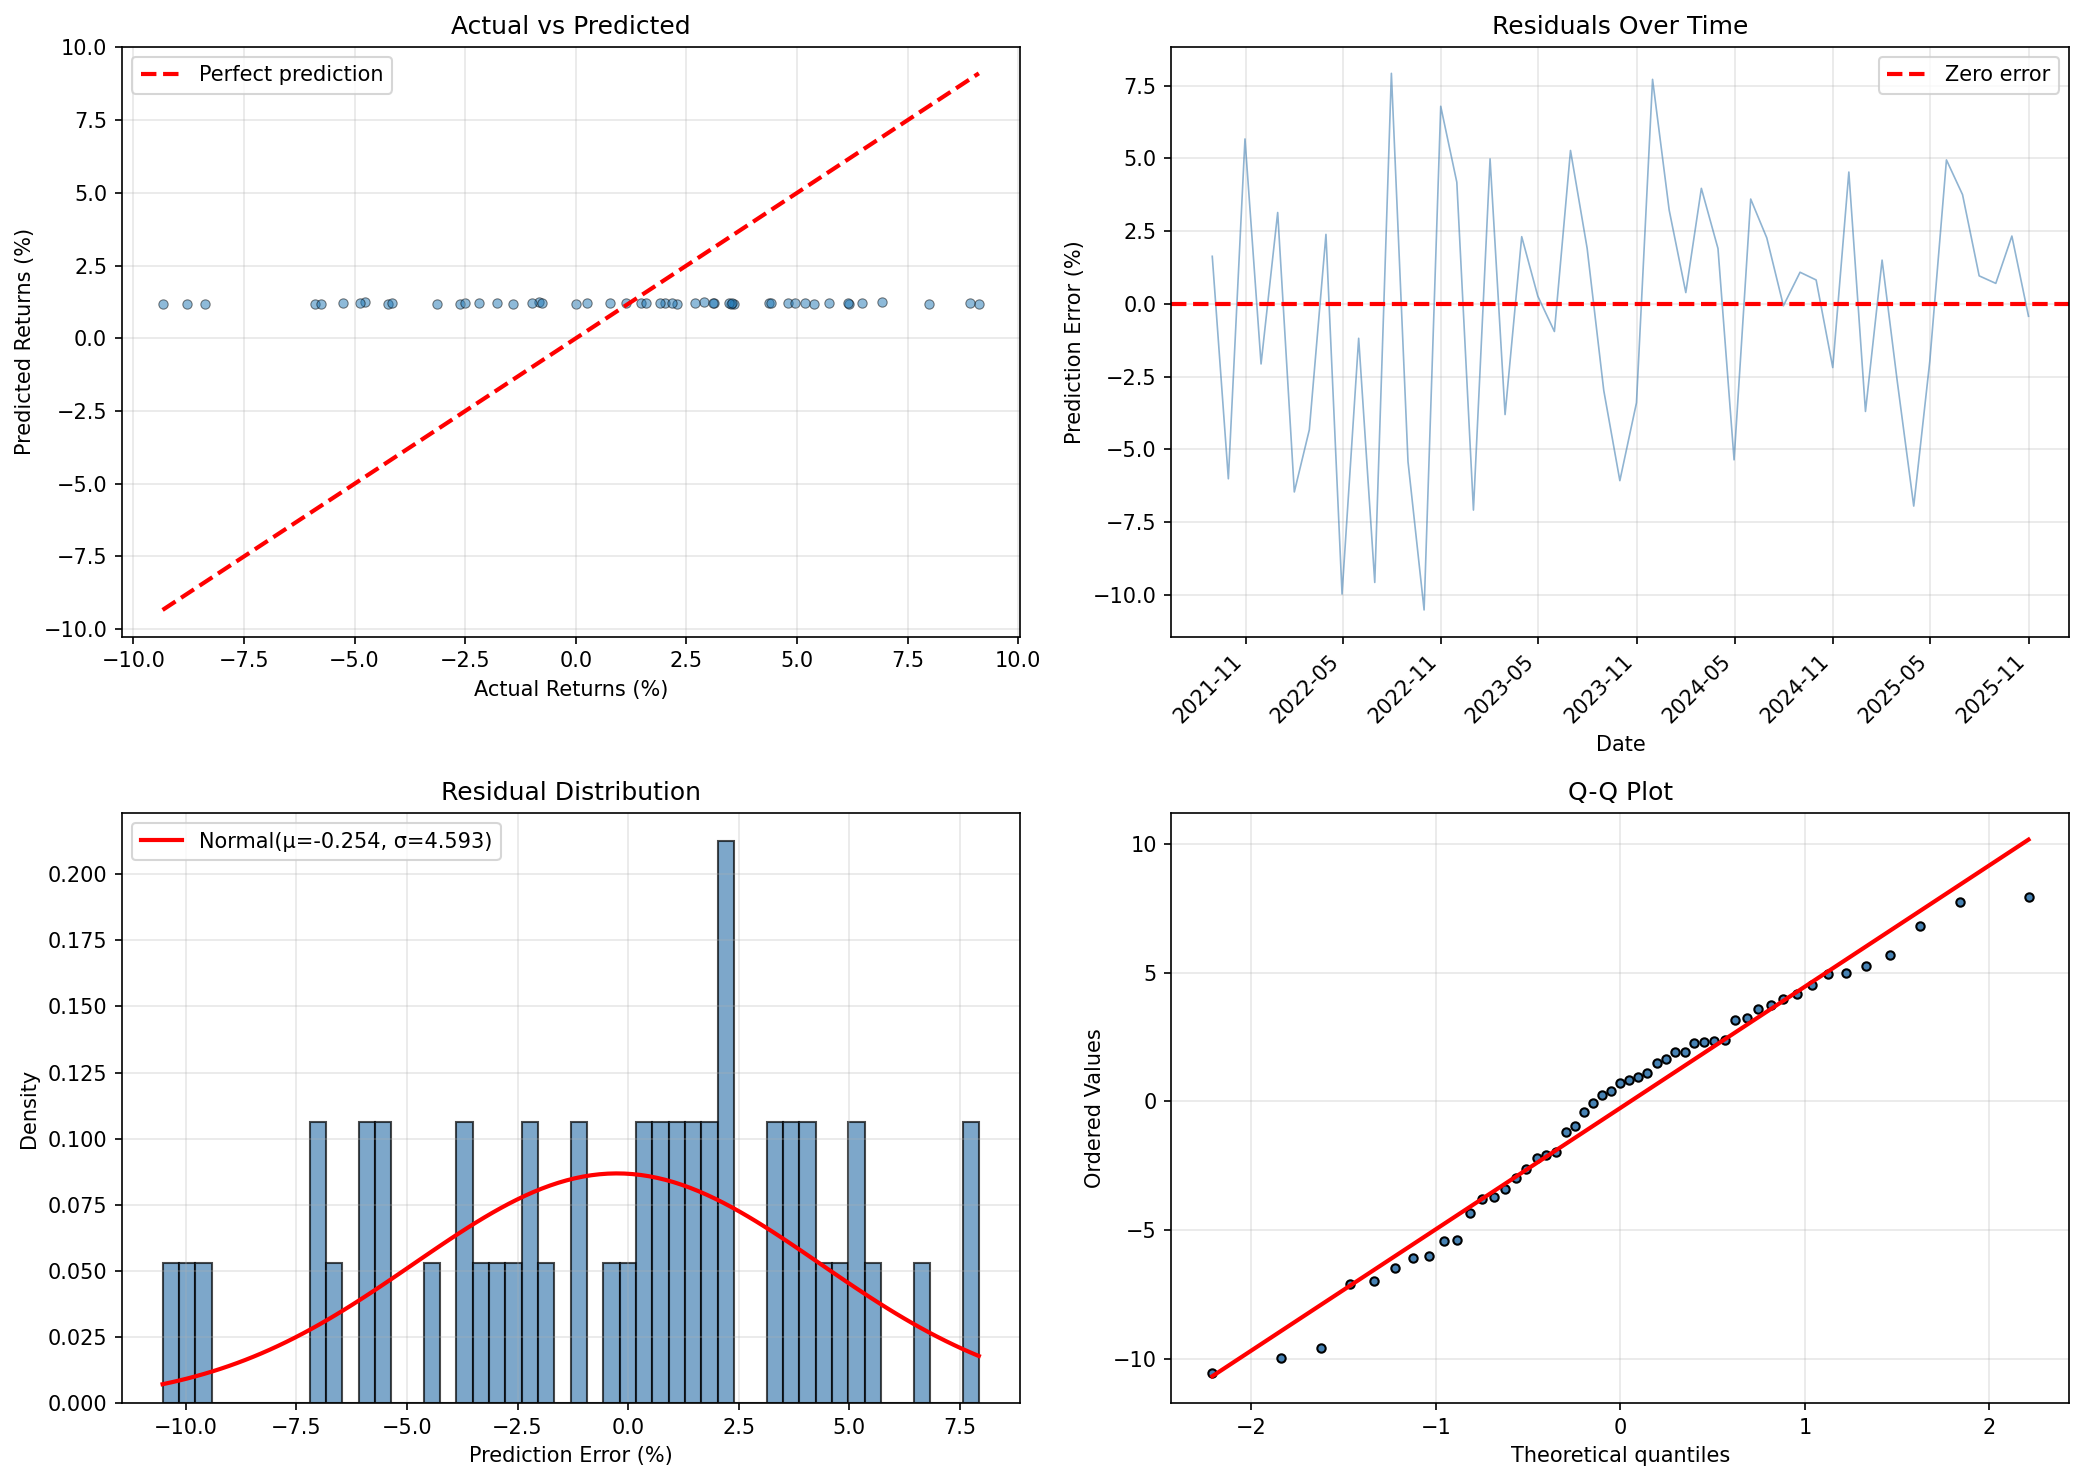 Actual vs Predicted
Perfect prediction
10.0
7.5
5.0
2.5
0.0
−2.5
−5.0
−7.5
−10.0
Predicted Returns (%)
−10.0 −7.5 −5.0 −2.5 0.0 2.5 5.0 7.5 10.0
Actual Returns (%)
Residuals Over Time
Zero error
7.5
5.0
2.5
0.0
−2.5
−5.0
−7.5
−10.0
Prediction Error (%)
2021-11 2022-05 2022-11 2023-05 2023-11 2024-05 2024-11 2025-05 2025-11
Date
Residual Distribution
Normal(μ=-0.254, σ=4.593)
0.200
0.175
0.150
0.125
0.100
0.075
0.050
0.025
0.000
Density
−10.0 −7.5 −5.0 −2.5 0.0 2.5 5.0 7.5
Prediction Error (%)
Q-Q Plot
10
5
0
−5
−10
Ordered Values
−2 −1 0 1 2
Theoretical quantiles